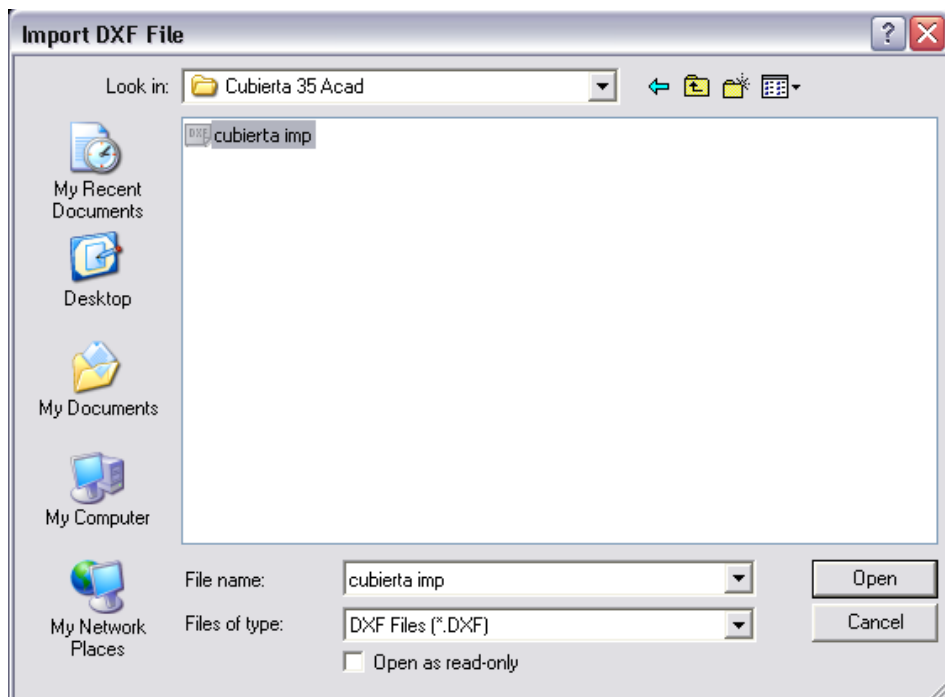 Import DXF File
Look in:
Cubierta 35 Acad
DXF
cubierta imp
My Recent
Documents
Desktop
My Documents
My Computer
My Network
Places
File name:
cubierta imp
Open
Files of type:
DXF Files (*.DXF)
Cancel
Open as read-only